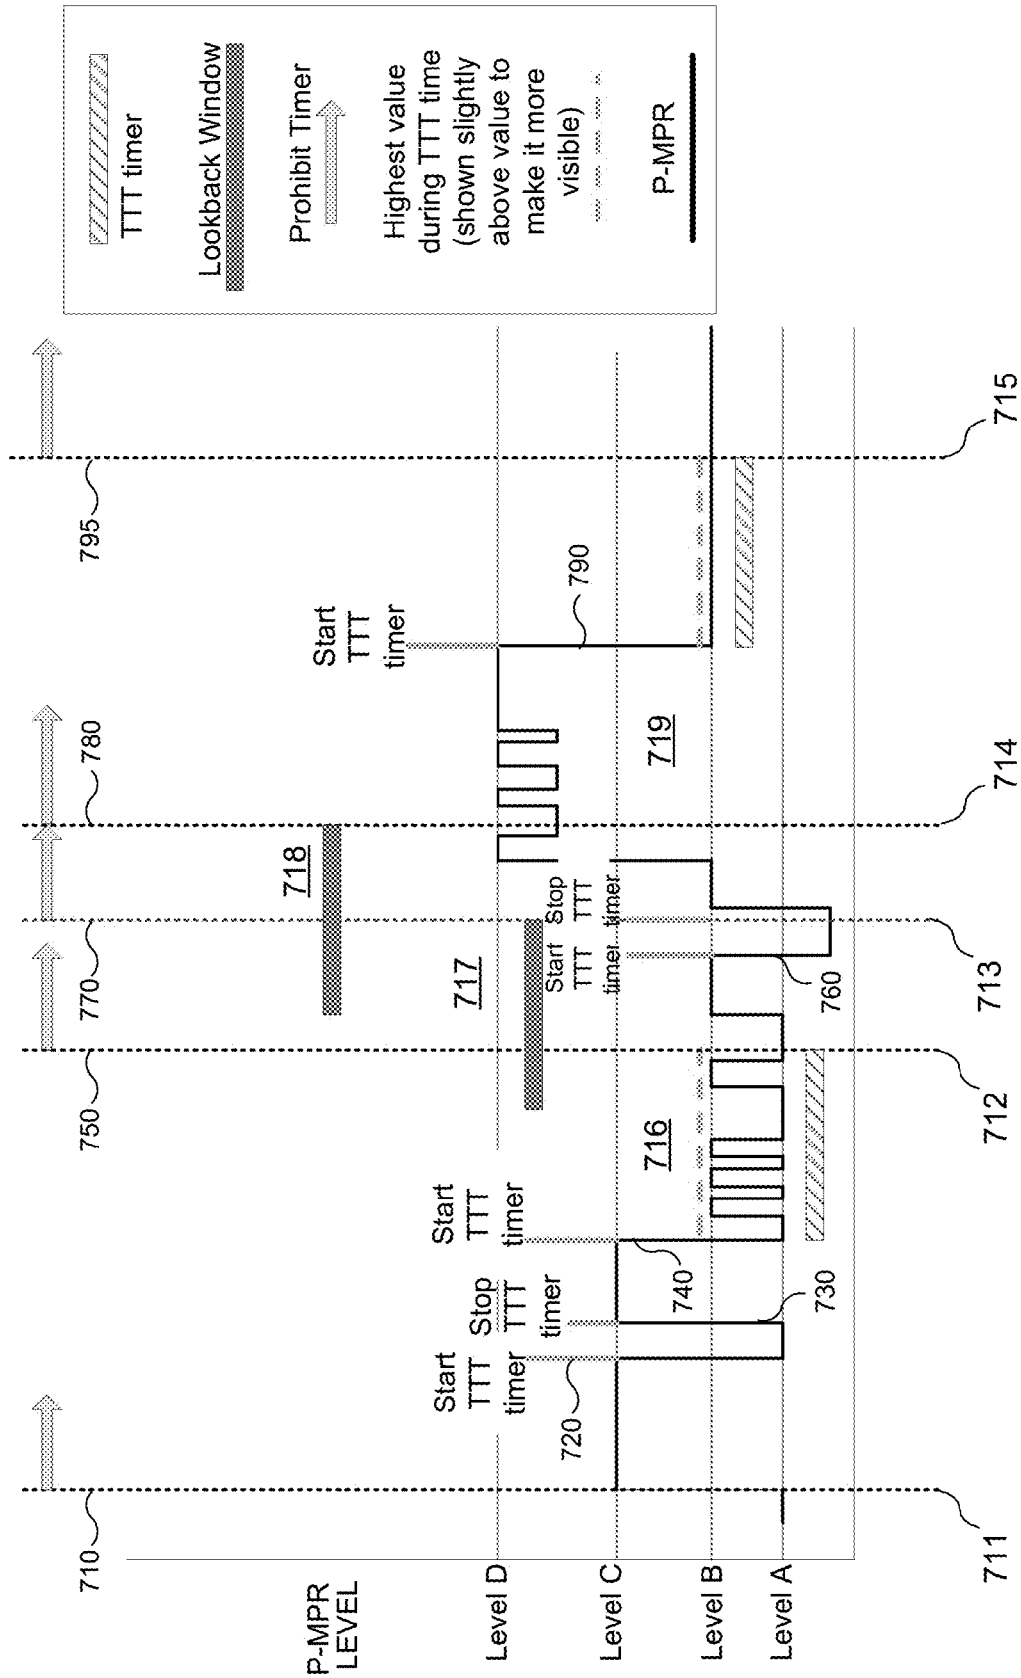 TTT timer
Lookback Window
Prohibit Timer
Highest value
during TTT time
(shown slightly
above value to
make it more
visible)
P-MPR
710
750
770
780
795
718
717
716
719
Start
TTT
timer
790
Start
TTT
timer
720
Stop
TTT
timer
Start
TTT
timer
740
730
Start
TTT
timer
Stop
TTT
timer
760
P-MPR
LEVEL
Level D
Level C
Level B
Level A
711
712
713
714
715